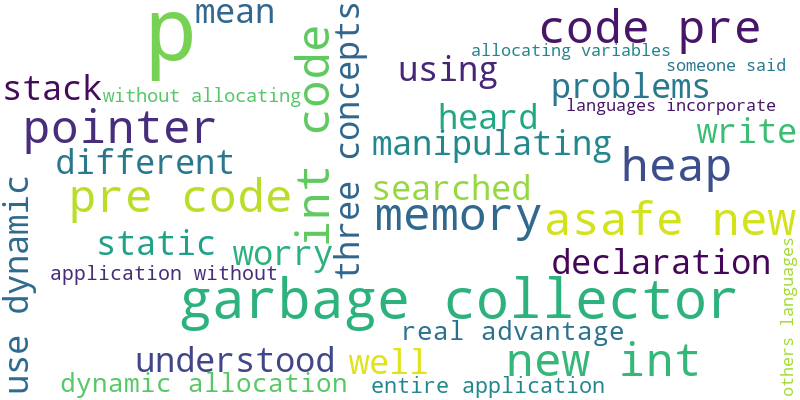 p
mean
code pre
allocating variables
someone said
using
stack
without allocating
problems
languages incorporate
pointer
int code
three concepts
heard
write
manipulating
different
heap
pre code
searched
memory
asafe new
use dynamic
static
worry
declaration
application without
others languages
garbage collector
real advantage
understood
well
new int
dynamic allocation
entire application